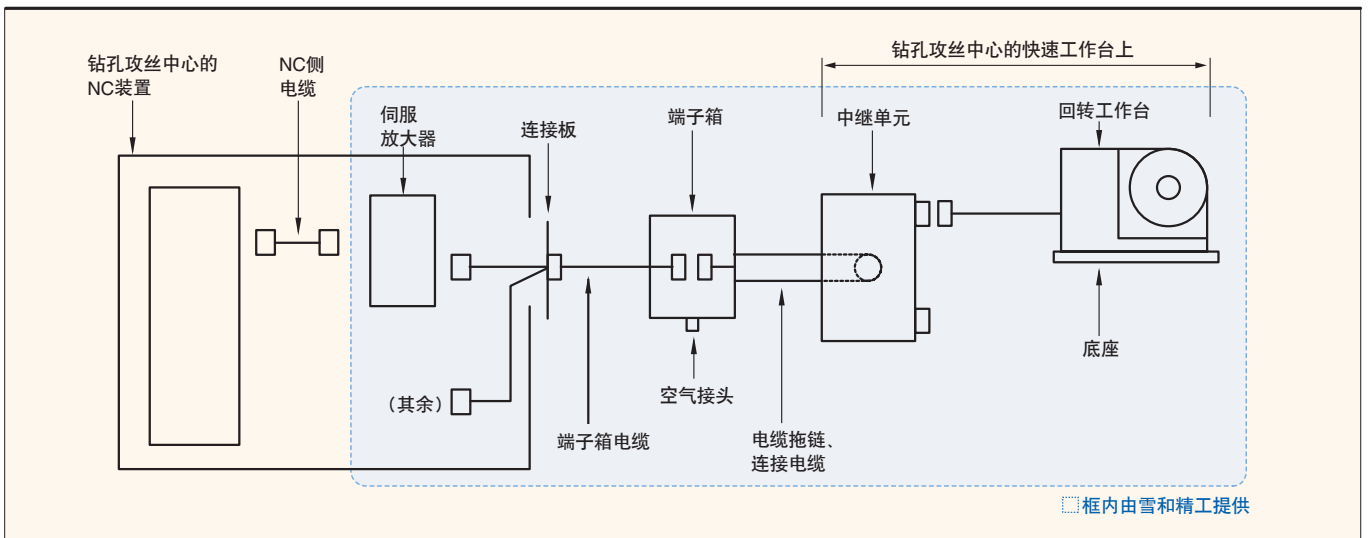 钻孔攻丝中心的
NC装置
NC侧
电缆
伺服
放大器
连接板
端子箱
钻孔攻丝中心的快速工作台上
中继单元
回转工作台
(其余)
端子箱电缆
空气接头
电缆拖链、
连接电缆
底座
框内由雪和精工提供